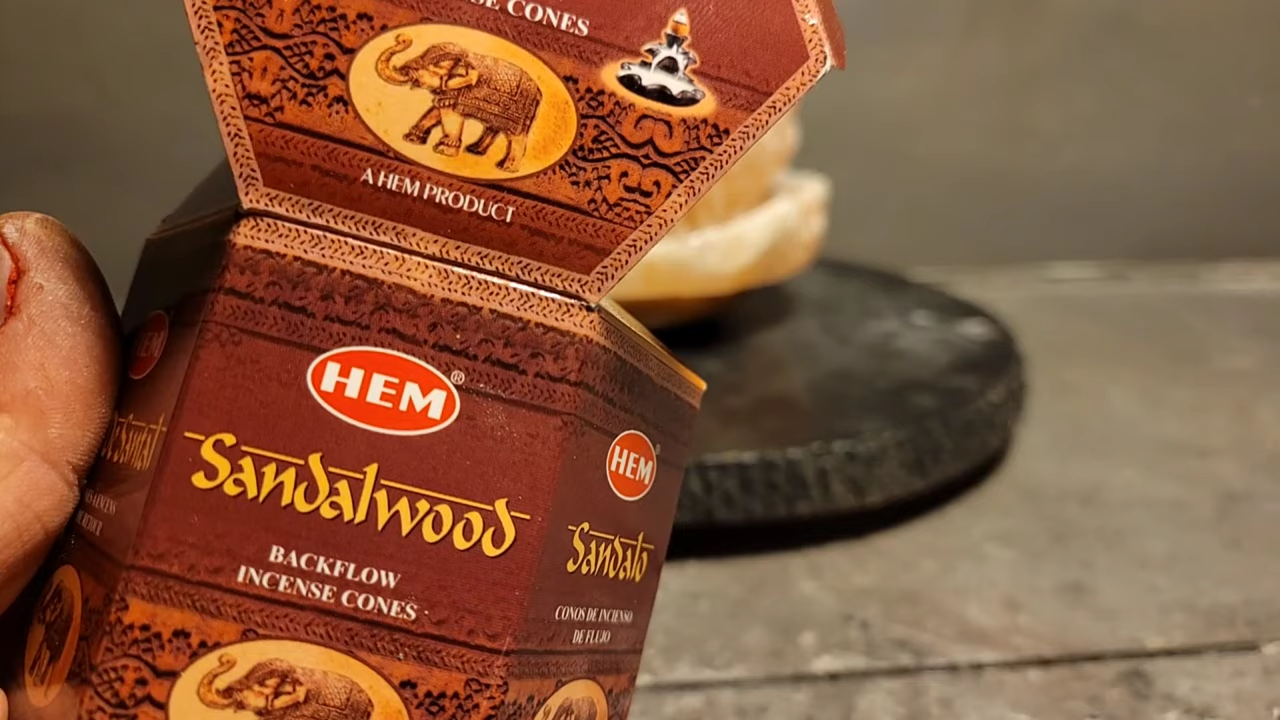 CONES
A HEM PRODUCT
HEM®
Sandalwood
BACKFLOW
INCENSE CONES
HEM
Sandalo
CONOS DE INCIENSO
DE FLUJO